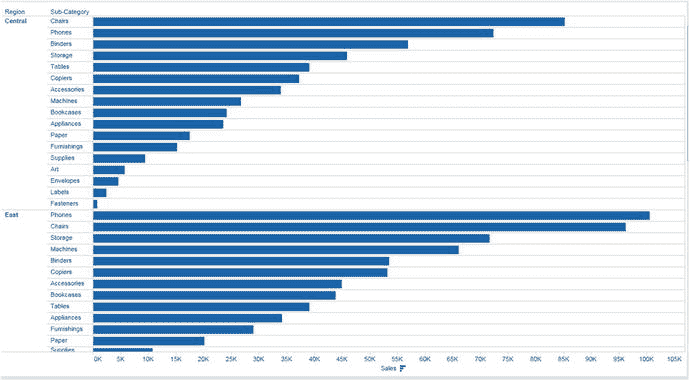 Region Sub-Category
Central Chairs
Phones
Binders
Storage
Tables
Copiers
Accessories
Machines
Bookcases
Appliances
Paper
Furnishings
Supplies
Art
Envelopes
Labels
Fasteners
East Phones
Chairs
Storage
Machines
Binders
Copiers
Accessories
Bookcases
Tables
Appliances
Furnishings
Paper
Supplies
0K 5K 10K 15K 20K 25K 30K 35K 40K 45K 50K 55K 60K 65K 70K 75K 80K 85K 90K 95K 100K 105K
Sales